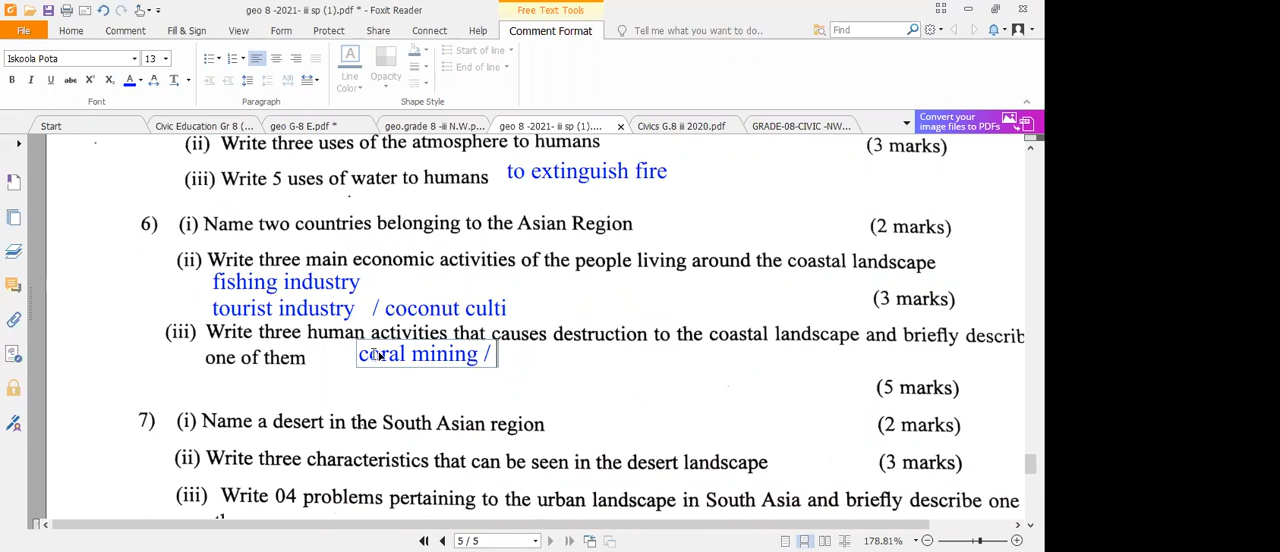 geo 8 -2021- ii sp (1).pdf * - Foxit Reader
Free Text Tools
File Home Comment Fill & Sign View Form Protect Share Connect Help Comment Format Tell me what you want to do.. Find
Iskoola Pota 13 Start of line
End of line
Line Color Opacity
Font Paragraph Shape Style
Start Civic Education Gr 8 (... geo G-8 E.pdf * geo.grade 8 -ii N.W.p... geo 8 -2021- ii sp (1).... Civics G.8 ii 2020.pdf GRADE-08-CIVIC -NW...
Convert your
image files to PDFs
(ii) Write three uses of the atmosphere to humans (3 marks)
(iii) Write 5 uses of water to humans to extinguish fire
6) (i) Name two countries belonging to the Asian Region (2 marks)
(ii) Write three main economic activities of the people living around the coastal landscape
fishing industry
(3 marks)
tourist industry / coconut culti
(iii) Write three human activities that causes destruction to the coastal landscape and briefly describ
one of them coral mining /
(5 marks)
7) (i) Name a desert in the South Asian region (2 marks)
(ii) Write three characteristics that can be seen in the desert landscape (3 marks)
(iii) Write 04 problems pertaining to the urban landscape in South Asia and briefly describe one
5 / 5 178.81%